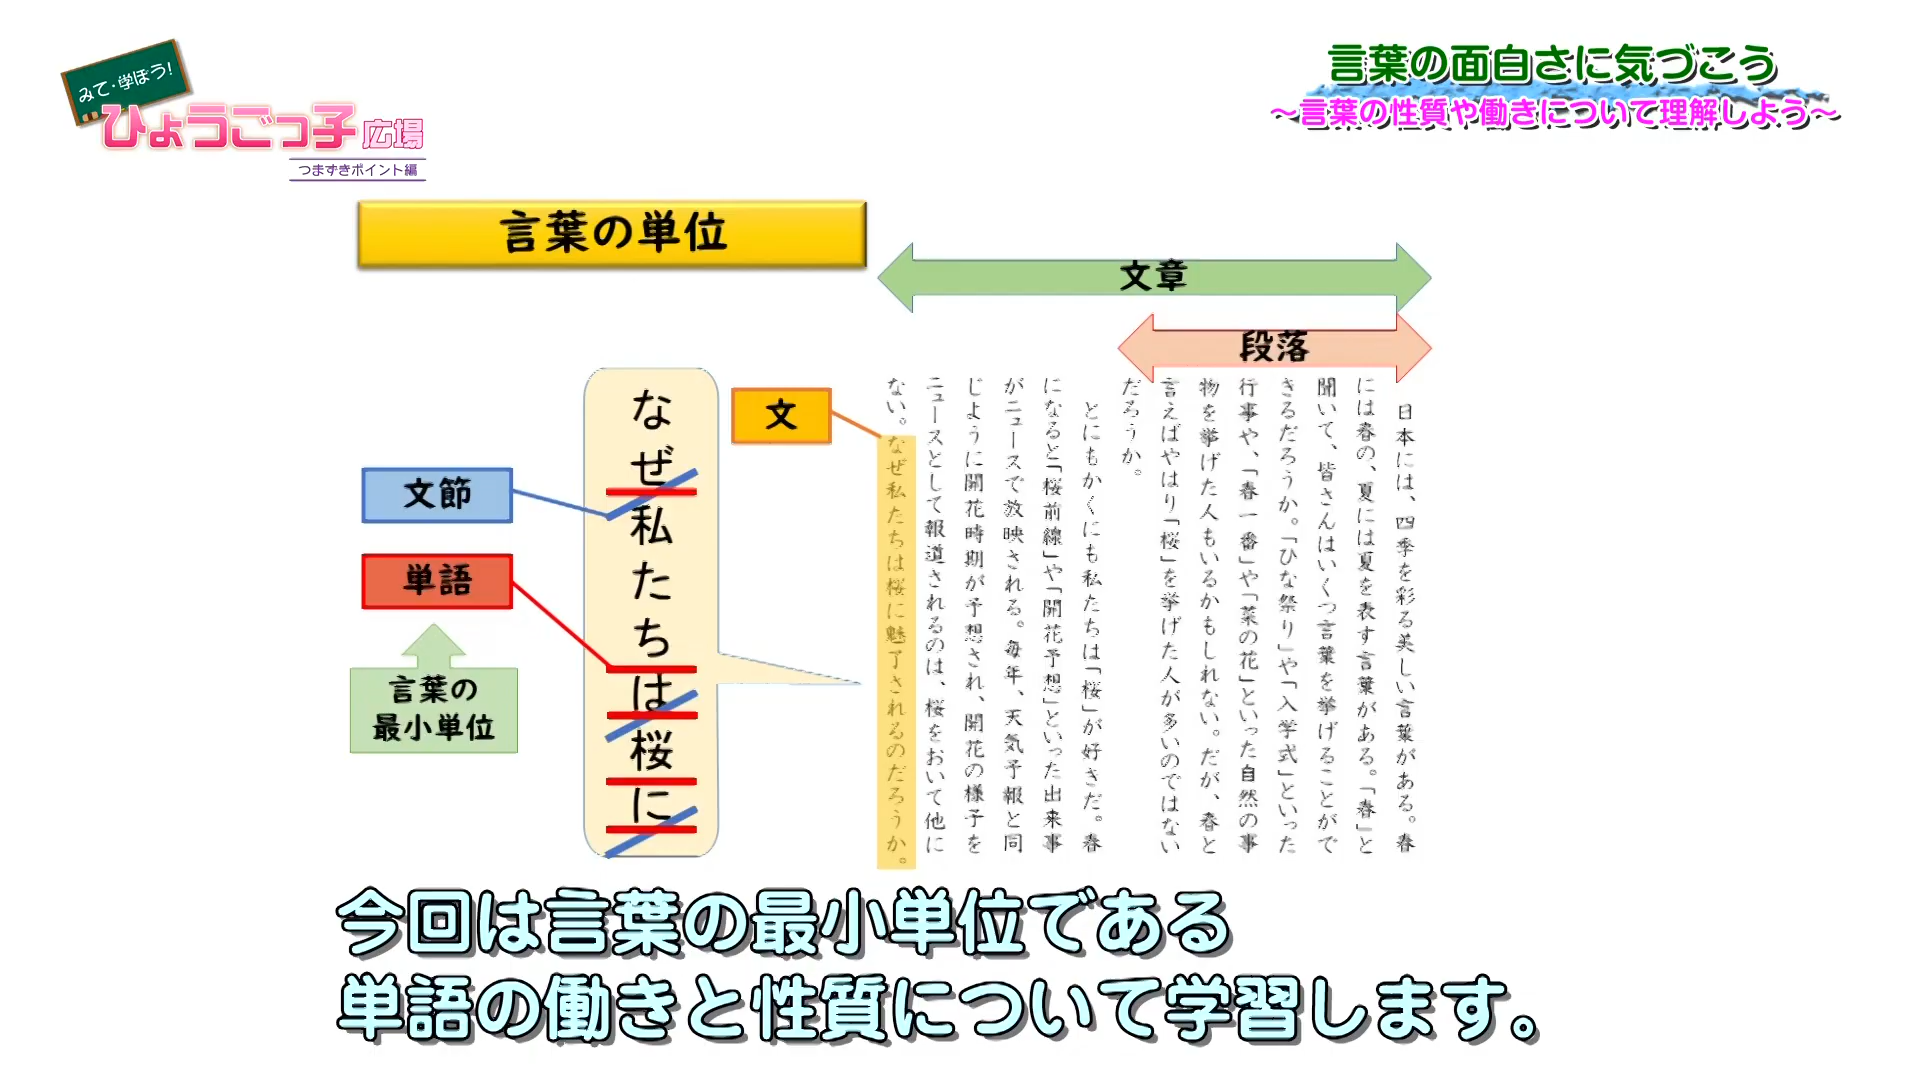 みて・学ぼう!
ひょうごっ子広場
つまずきポイント編
言葉の面白さに気づこう
～言葉の性質や働きについて理解しよう～
言葉の単位
文章
段落
日本には、四季を彩る美しい言葉がある。春
には春の、夏には夏を表す言葉がある。「春」と
聞いて、皆さんはいくつ言葉を挙げることがで
きるだろうか。「ひな祭り」や「入学式」といった
行事や、「春一番」や「菜の花」といった自然の事
物を挙げた人もいるかもしれない。だが、春と
言えばやはり「桜」を挙げた人が多いのではない
だろうか。
とにもかくにも私たちは「桜」が好きだ。春
になると「桜前線」や「開花予想」といった出来事
がニュースで放映される。毎年、天気予報と同
じように開花時期が予想され、開花の様子を
ニュースとして報道されるのは、桜をおいて他に
ない。なぜ私たちは桜に魅了されるのだろうか。
文
なぜ私たちは桜に
文節
単語
言葉の
最小単位
今回は言葉の最小単位である
単語の働きと性質について学習します。